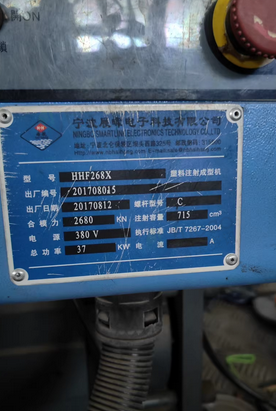 宁波晟峰电子科技有限公司
NINGBO SHARTUNG ELECTRONICS TECHNOLOGY CO.,LTD
型 号 HHF268X 塑料注射成型机
出厂编号 201708015
出厂日期 20170812 螺杆型号 C
合模力 2680 KN 注射容量 715 cm³
电 源 380 V 执行标准 JB/T 7267-2004
总功率 37 KW 电 流 A